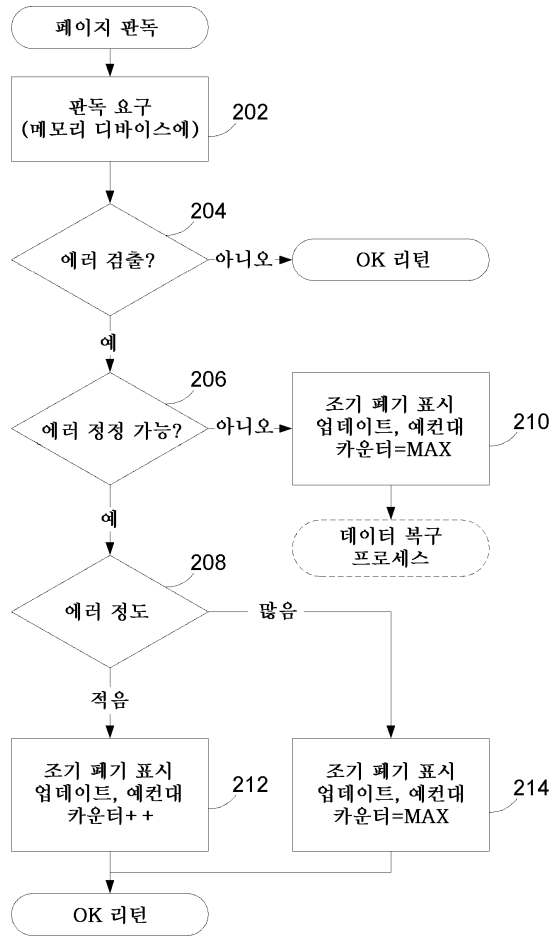 페이지 판독
판독 요구
(메모리 디바이스에)
202
204
에러 검출?
아니오
OK 리턴
예
206
에러 정정 가능?
아니오
조기 폐기 표시
업데이트, 예컨대
카운터=MAX
210
예
데이터 복구
프로세스
208
에러 정도
많음
적음
조기 폐기 표시
업데이트, 예컨대
카운터++
212
조기 폐기 표시
업데이트, 예컨대
카운터=MAX
214
OK 리턴